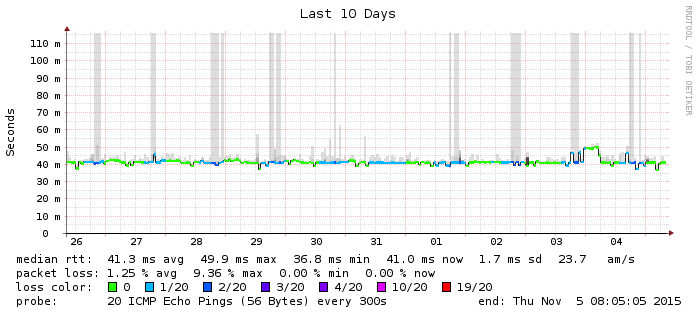 Last 10 Days
RRDTOOL / TOBI OETIKER
Seconds
110 m
100 m
90 m
80 m
70 m
60 m
50 m
40 m
30 m
20 m
10 m
0
26 27 28 29 30 31 01 02 03 04
median rtt: 41.3 ms avg 49.9 ms max 36.8 ms min 41.0 ms now 1.7 ms sd 23.7 am/s
packet loss: 1.25 % avg 9.36 % max 0.00 % min 0.00 % now
loss color: 0 1/20 2/20 3/20 4/20 10/20 19/20
probe: 20 ICMP Echo Pings (56 Bytes) every 300s end: Thu Nov 5 08:05:05 2015